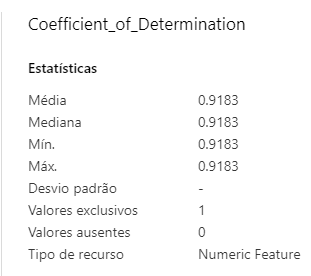 Coefficient_of_Determination
Estatísticas
Média 0.9183
Mediana 0.9183
Mín. 0.9183
Máx. 0.9183
Desvio padrão -
Valores exclusivos 1
Valores ausentes 0
Tipo de recurso Numeric Feature